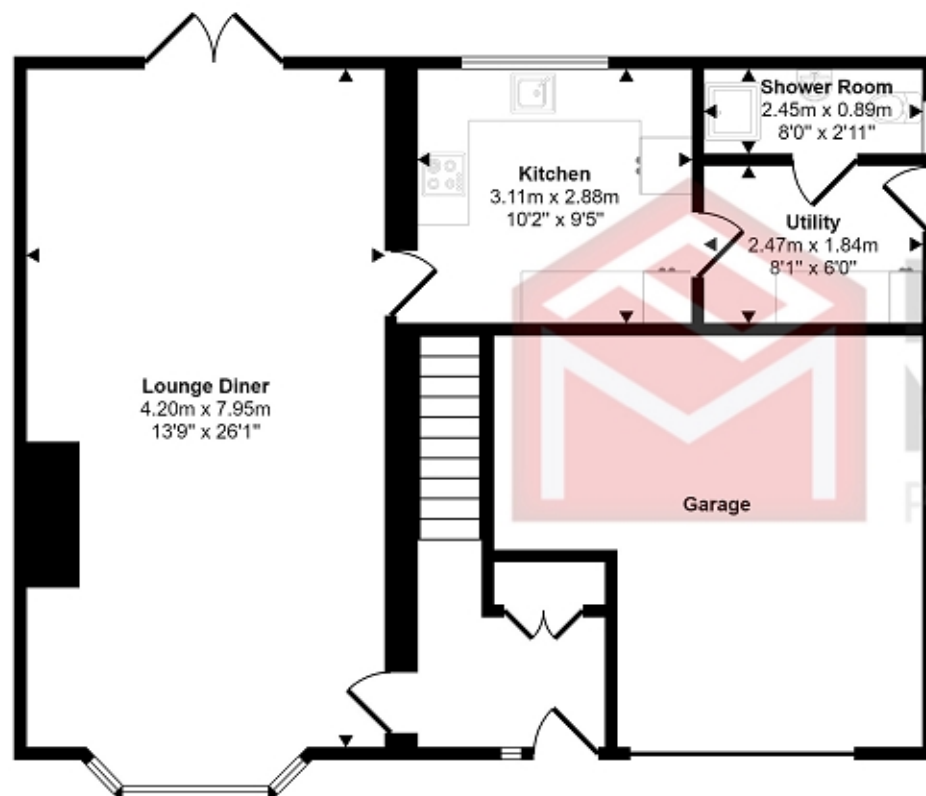 Shower Room
2.45m x 0.89m
8'0" x 2'11"
Kitchen
3.11m x 2.88m
10'2" x 9'5"
Utility
2.47m x 1.84m
8'1" x 6'0"
Lounge Diner
4.20m x 7.95m
13'9" x 26'1"
Garage